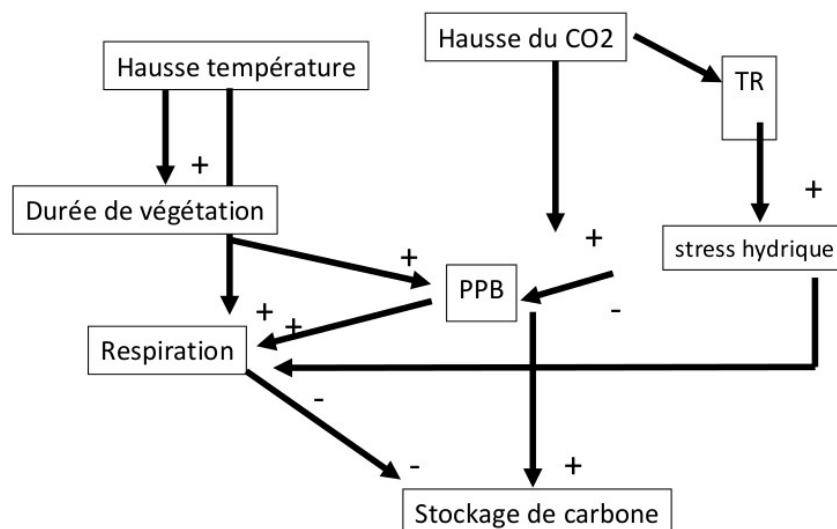 Hausse du CO2
Hausse température
TR
+
+
Durée de végétation
+
stress hydrique
+
PPB
-
+
+
Respiration
-
-
+
Stockage de carbone